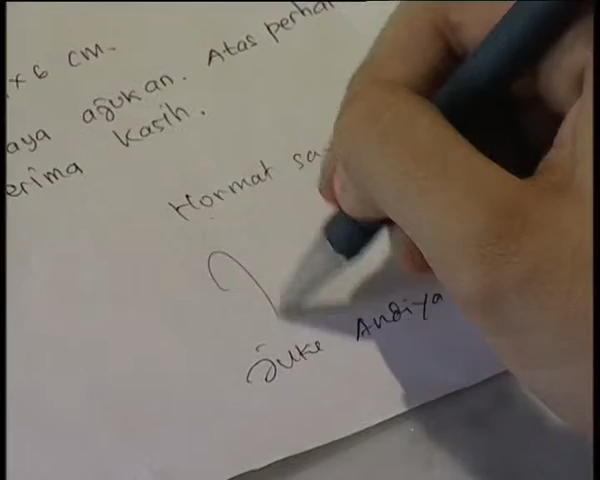 x 6 cm.
aya ajukan. Atas perha
erima kasih.
Hormat sa
Juke Andiya